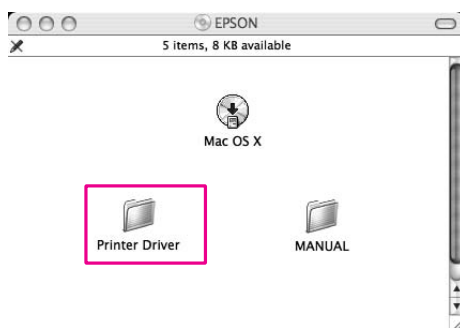 EPSON
5 items, 8 KB available
Mac OS X
Printer Driver
MANUAL